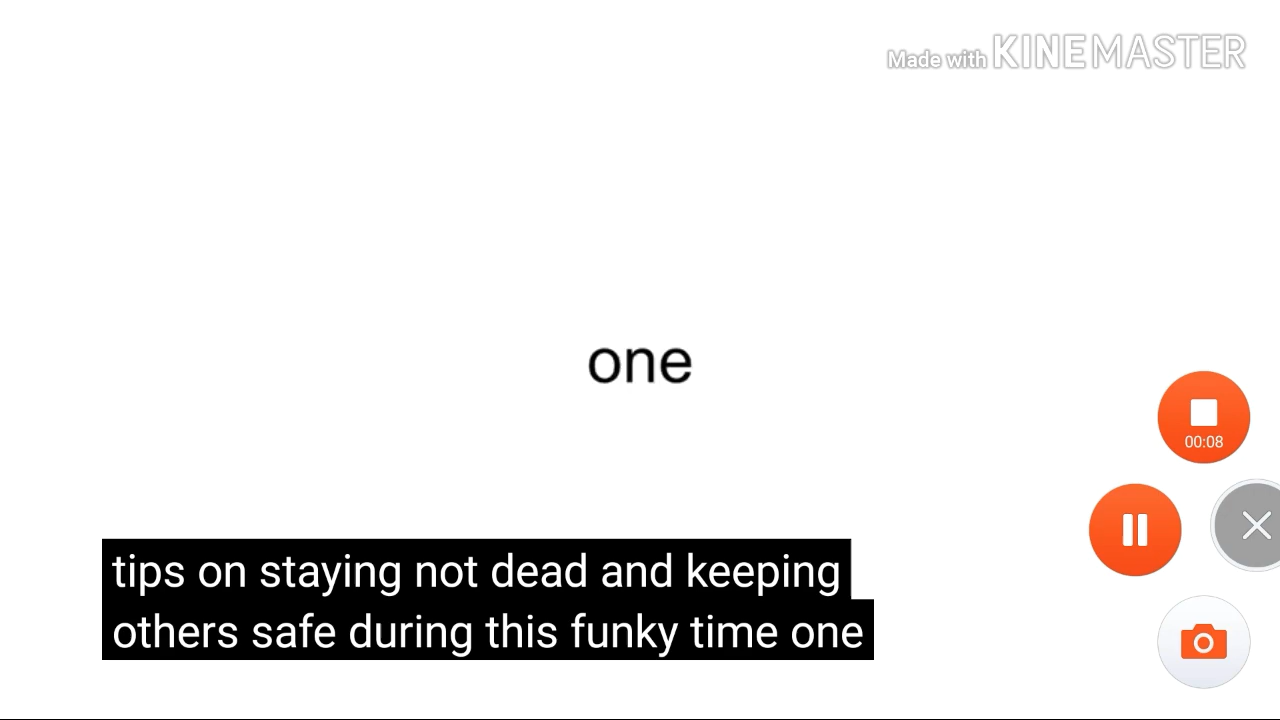 Made with KINEMASTER
one
00:08
tips on staying not dead and keeping
others safe during this funky time one